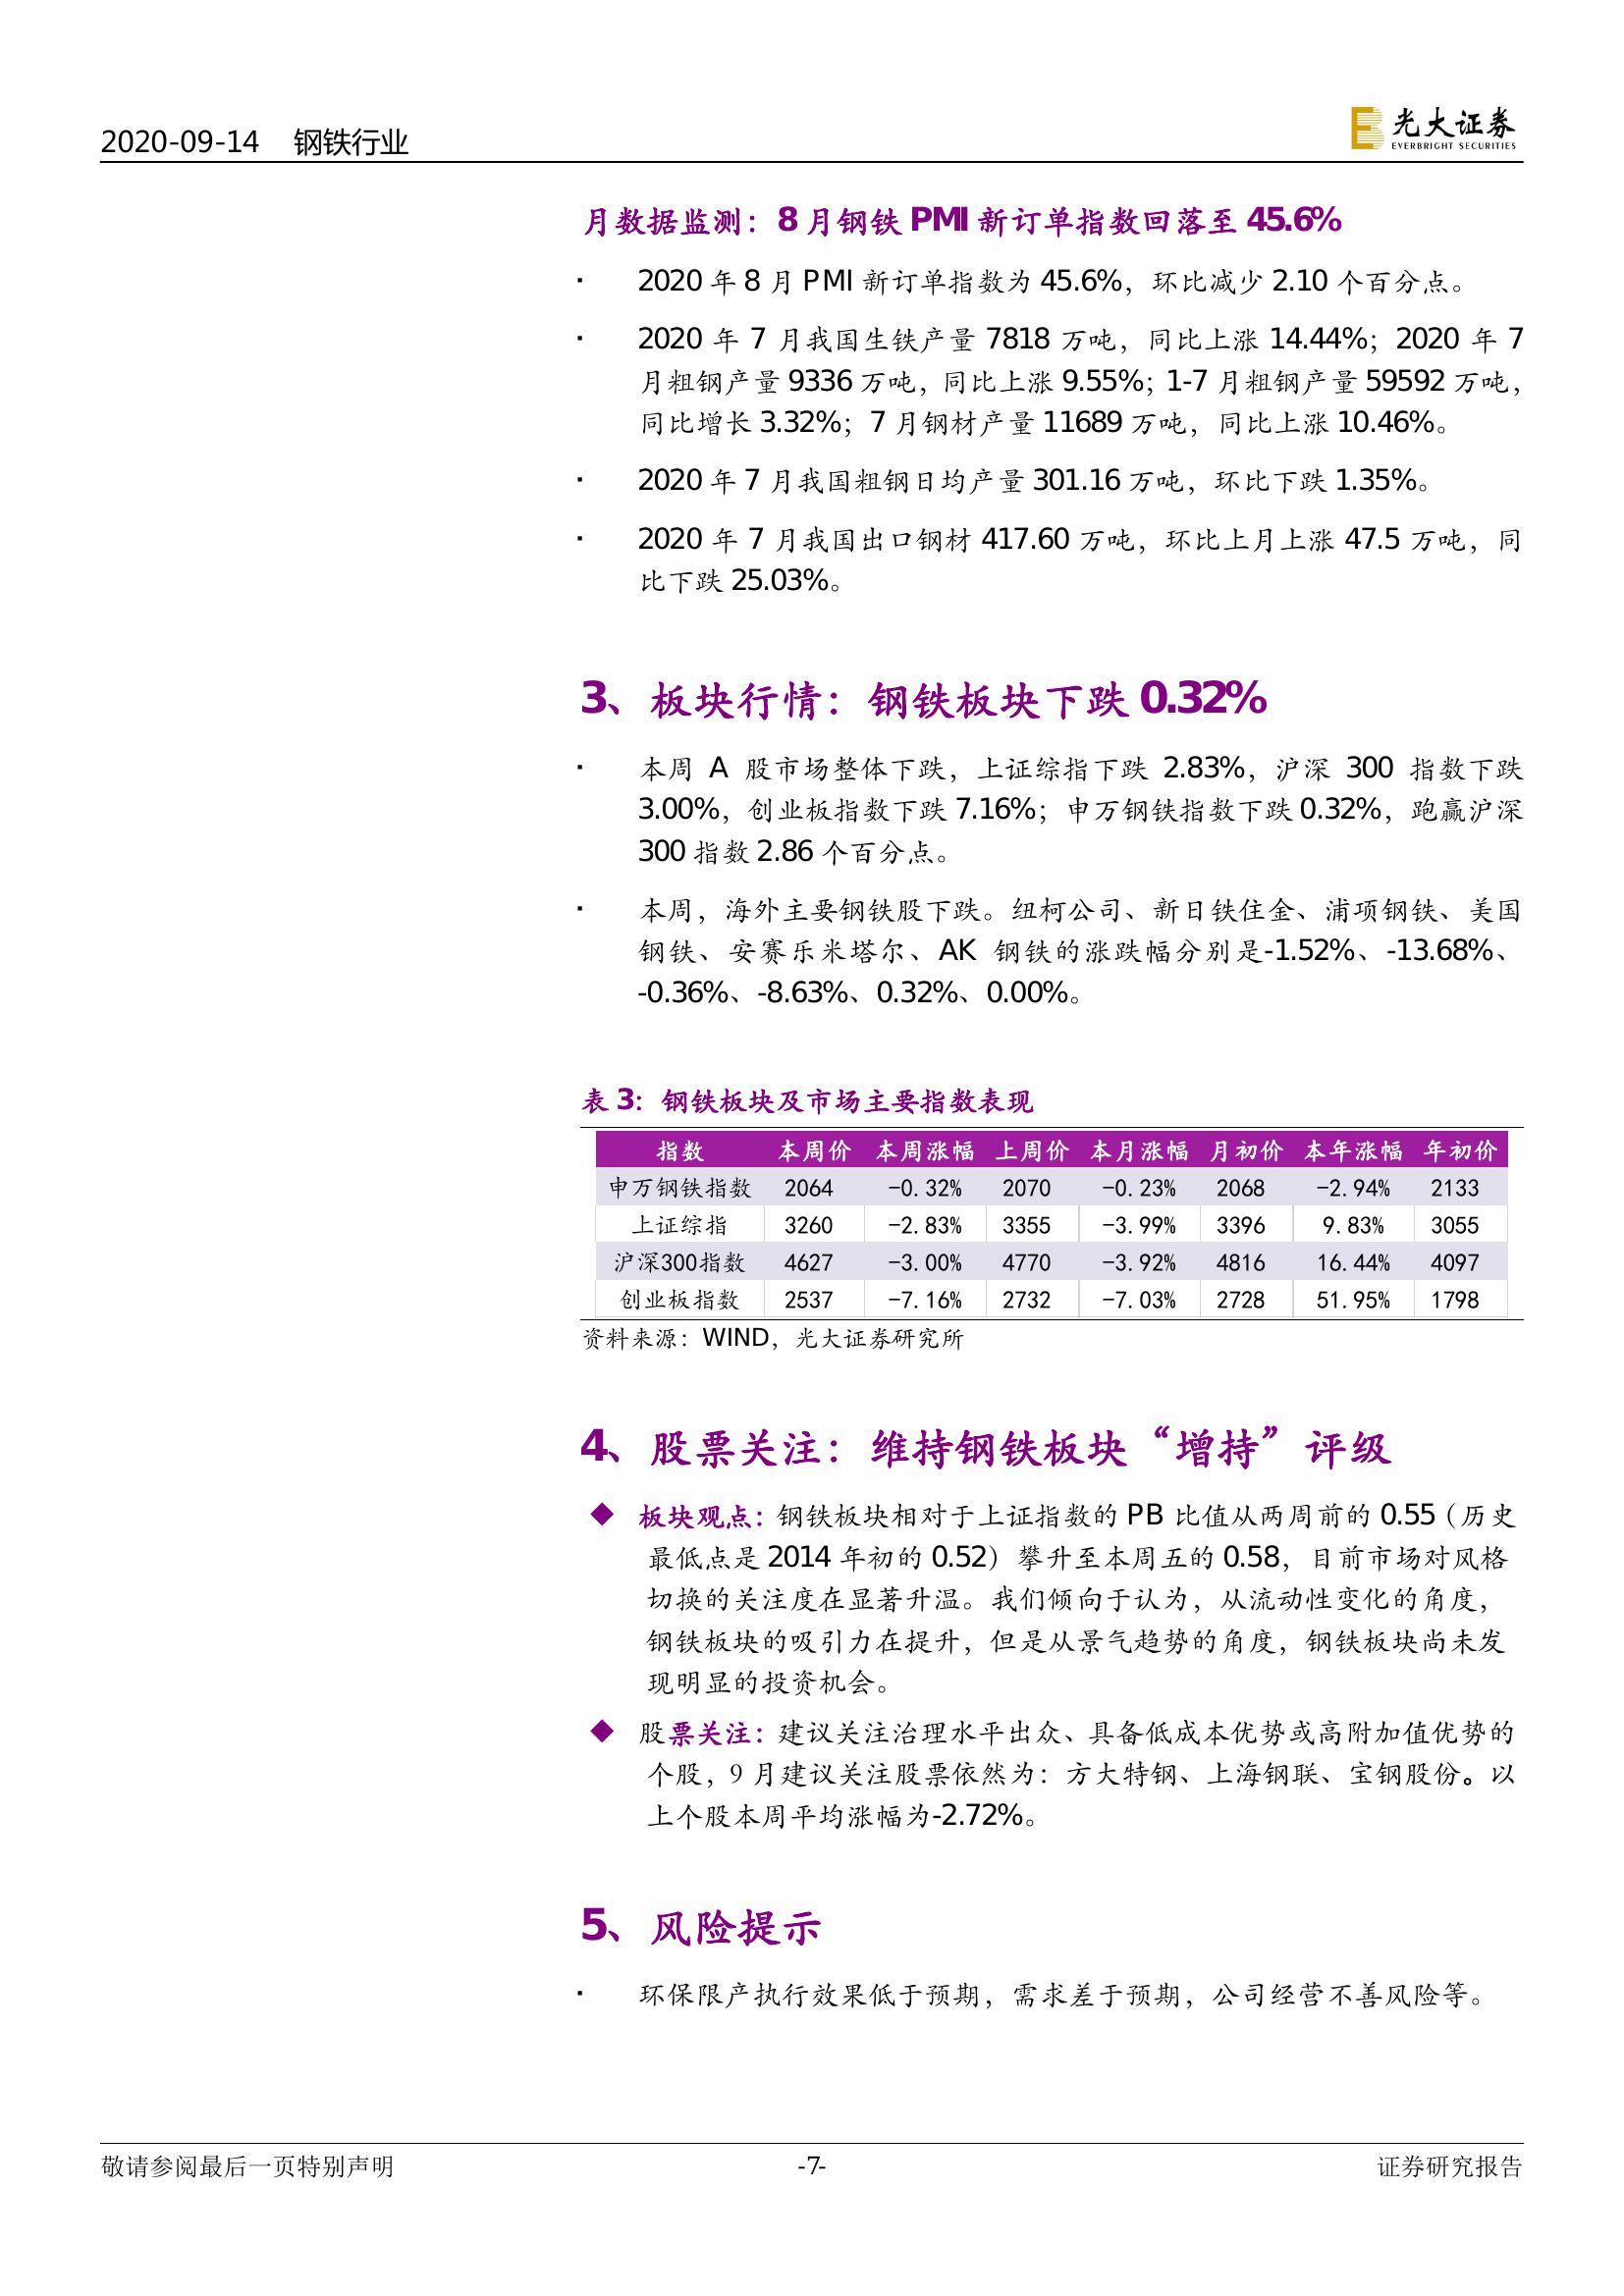 2020-09-14 钢铁行业
光大证券
EVERBRIGHT SECURITIES
月数据监测：8 月钢铁 PMI 新订单指数回落至 45.6%
▪ 2020 年 8 月 PMI 新订单指数为 45.6%，环比减少 2.10 个百分点。
▪ 2020 年 7 月我国生铁产量 7818 万吨，同比上涨 14.44%；2020 年 7
月粗钢产量 9336 万吨，同比上涨 9.55%；1-7 月粗钢产量 59592 万吨，
同比增长 3.32%；7 月钢材产量 11689 万吨，同比上涨 10.46%。
▪ 2020 年 7 月我国粗钢日均产量 301.16 万吨，环比下跌 1.35%。
▪ 2020 年 7 月我国出口钢材 417.60 万吨，环比上月上涨 47.5 万吨，同
比下跌 25.03%。
3、板块行情：钢铁板块下跌 0.32%
▪ 本周 A 股市场整体下跌，上证综指下跌 2.83%，沪深 300 指数下跌
3.00%，创业板指数下跌 7.16%；申万钢铁指数下跌 0.32%，跑赢沪深
300 指数 2.86 个百分点。
▪ 本周，海外主要钢铁股下跌。纽柯公司、新日铁住金、浦项钢铁、美国
钢铁、安赛乐米塔尔、AK 钢铁的涨跌幅分别是-1.52%、-13.68%、
-0.36%、-8.63%、0.32%、0.00%。
表 3：钢铁板块及市场主要指数表现
指数 本周价 本周涨幅 上周价 本月涨幅 月初价 本年涨幅 年初价
申万钢铁指数 2064 -0.32% 2070 -0.23% 2068 -2.94% 2133
上证综指 3260 -2.83% 3355 -3.99% 3396 9.83% 3055
沪深300指数 4627 -3.00% 4770 -3.92% 4816 16.44% 4097
创业板指数 2537 -7.16% 2732 -7.03% 2728 51.95% 1798
资料来源：WIND，光大证券研究所
4、股票关注：维持钢铁板块“增持”评级
◆ 板块观点：钢铁板块相对于上证指数的 PB 比值从两周前的 0.55（历史
最低点是 2014 年初的 0.52）攀升至本周五的 0.58，目前市场对风格
切换的关注度在显著升温。我们倾向于认为，从流动性变化的角度，
钢铁板块的吸引力在提升，但是从景气趋势的角度，钢铁板块尚未发
现明显的投资机会。
◆ 股票关注：建议关注治理水平出众、具备低成本优势或高附加值优势的
个股，9 月建议关注股票依然为：方大特钢、上海钢联、宝钢股份。以
上个股本周平均涨幅为-2.72%。
5、风险提示
▪ 环保限产执行效果低于预期，需求差于预期，公司经营不善风险等。
敬请参阅最后一页特别声明 -7- 证券研究报告